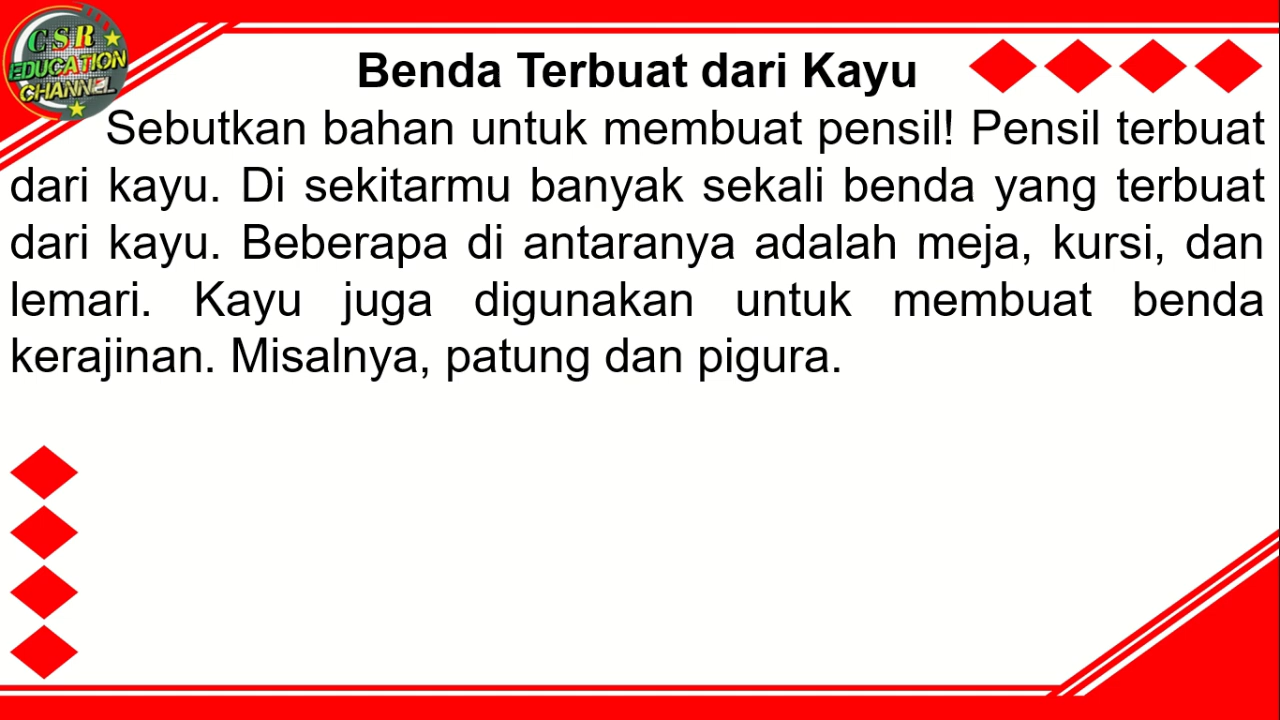 CSR
EDUCATION
CHANNEL
Benda Terbuat dari Kayu
Sebutkan bahan untuk membuat pensil! Pensil terbuat
dari kayu. Di sekitarmu banyak sekali benda yang terbuat
dari kayu. Beberapa di antaranya adalah meja, kursi, dan
lemari. Kayu juga digunakan untuk membuat benda
kerajinan. Misalnya, patung dan pigura.